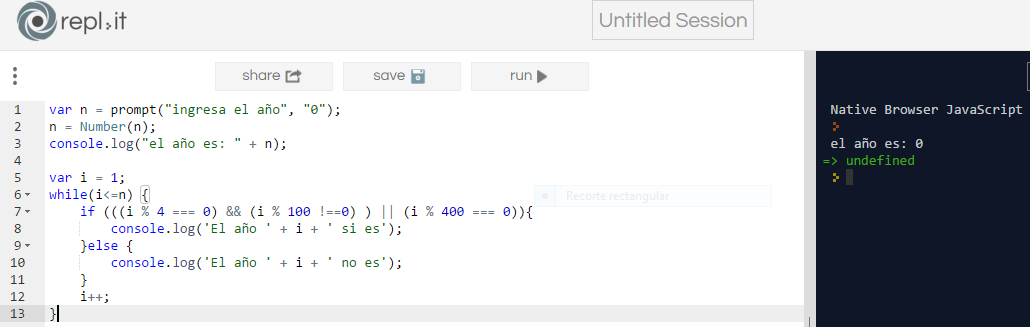 repl.it
Untitled Session
share
save
run
1 var n = prompt("ingresa el año", "0");
2 n = Number(n);
3 console.log("el año es: " + n);
4
5 var i = 1;
6 while(i<=n) {
7 if (((i % 4 === 0) && (i % 100 !==0) ) || (i % 400 === 0)){
8 console.log('El año ' + i + ' si es');
9 }else {
10 console.log('El año ' + i + ' no es');
11 }
12 i++;
13 }
Recorte rectangular
Native Browser JavaScript
el año es: 0
=> undefined